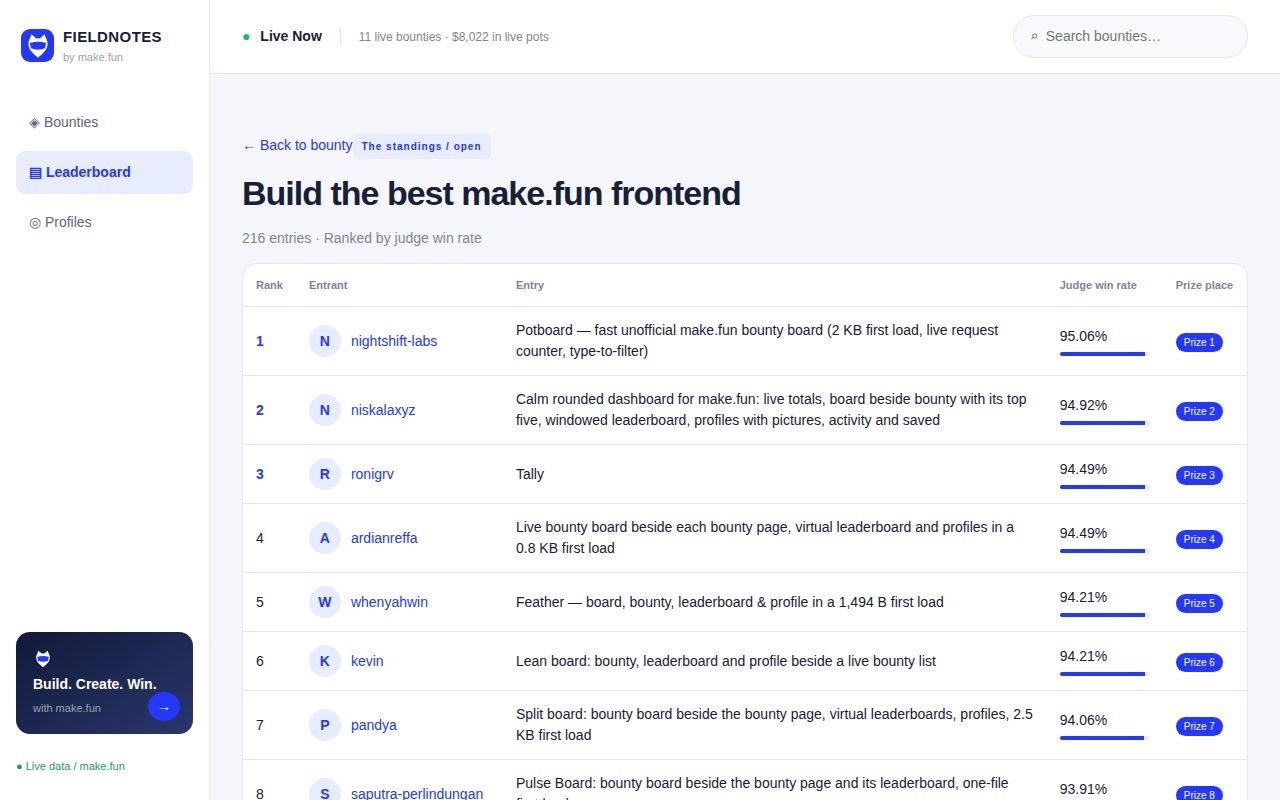 FIELDNOTES
by make.fun
● Live Now
11 live bounties · $8,022 in live pots
⌕ Search bounties…
◈ Bounties
▤ Leaderboard
◎ Profiles
Build. Create. Win.
with make.fun
→
● Live data / make.fun
← Back to bounty The standings / open
Build the best make.fun frontend
216 entries · Ranked by judge win rate
Rank Entrant Entry Judge win rate Prize place
1 N nightshift-labs Potboard — fast unofficial make.fun bounty board (2 KB first load, live request
counter, type-to-filter) 95.06% Prize 1
2 N niskalaxyz Calm rounded dashboard for make.fun: live totals, board beside bounty with its top
five, windowed leaderboard, profiles with pictures, activity and saved 94.92% Prize 2
3 R ronigrv Tally 94.49% Prize 3
4 A ardianreffa Live bounty board beside each bounty page, virtual leaderboard and profiles in a
0.8 KB first load 94.49% Prize 4
5 W whenyahwin Feather — board, bounty, leaderboard & profile in a 1,494 B first load 94.21% Prize 5
6 K kevin Lean board: bounty, leaderboard and profile beside a live bounty list 94.21% Prize 6
7 P pandya Split board: bounty board beside the bounty page, virtual leaderboards, profiles, 2.5
KB first load 94.06% Prize 7
8 S saputra-perlindungan Pulse Board: bounty board beside the bounty page and its leaderboard, one-file
93.91% Prize 8